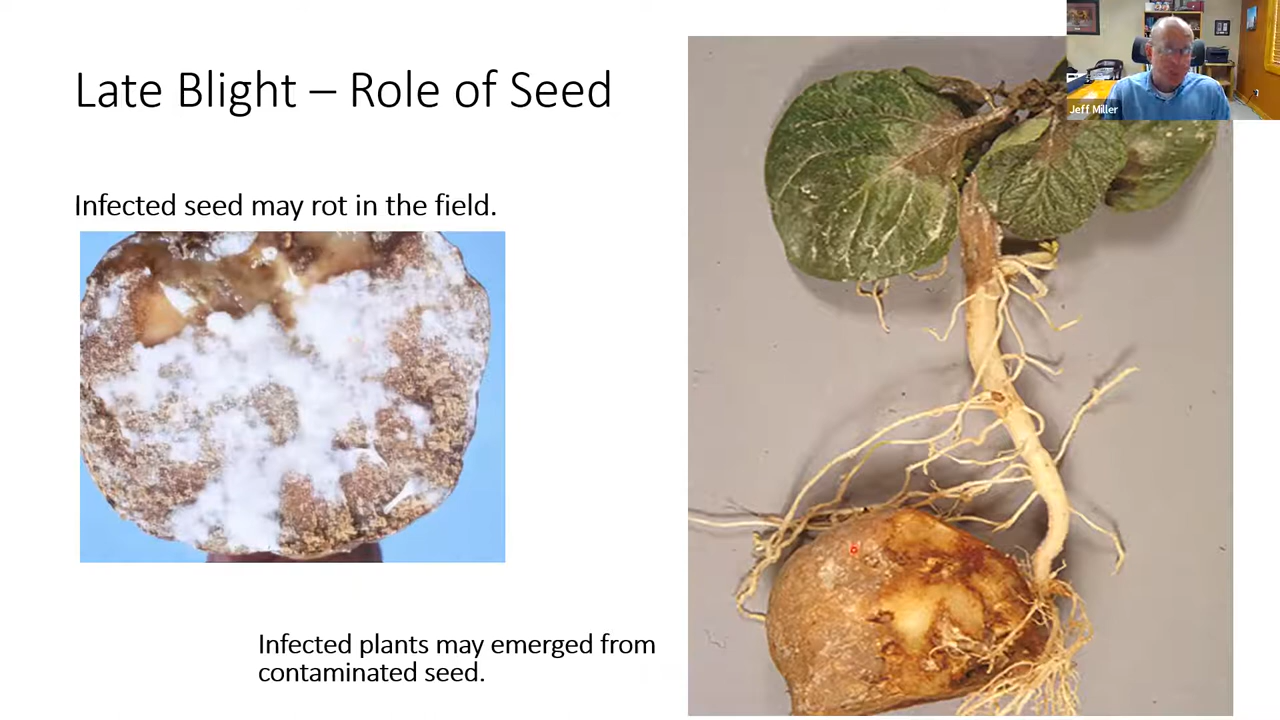 Late Blight – Role of Seed
Jeff Miller
Infected seed may rot in the field.
Infected plants may emerged from
contaminated seed.